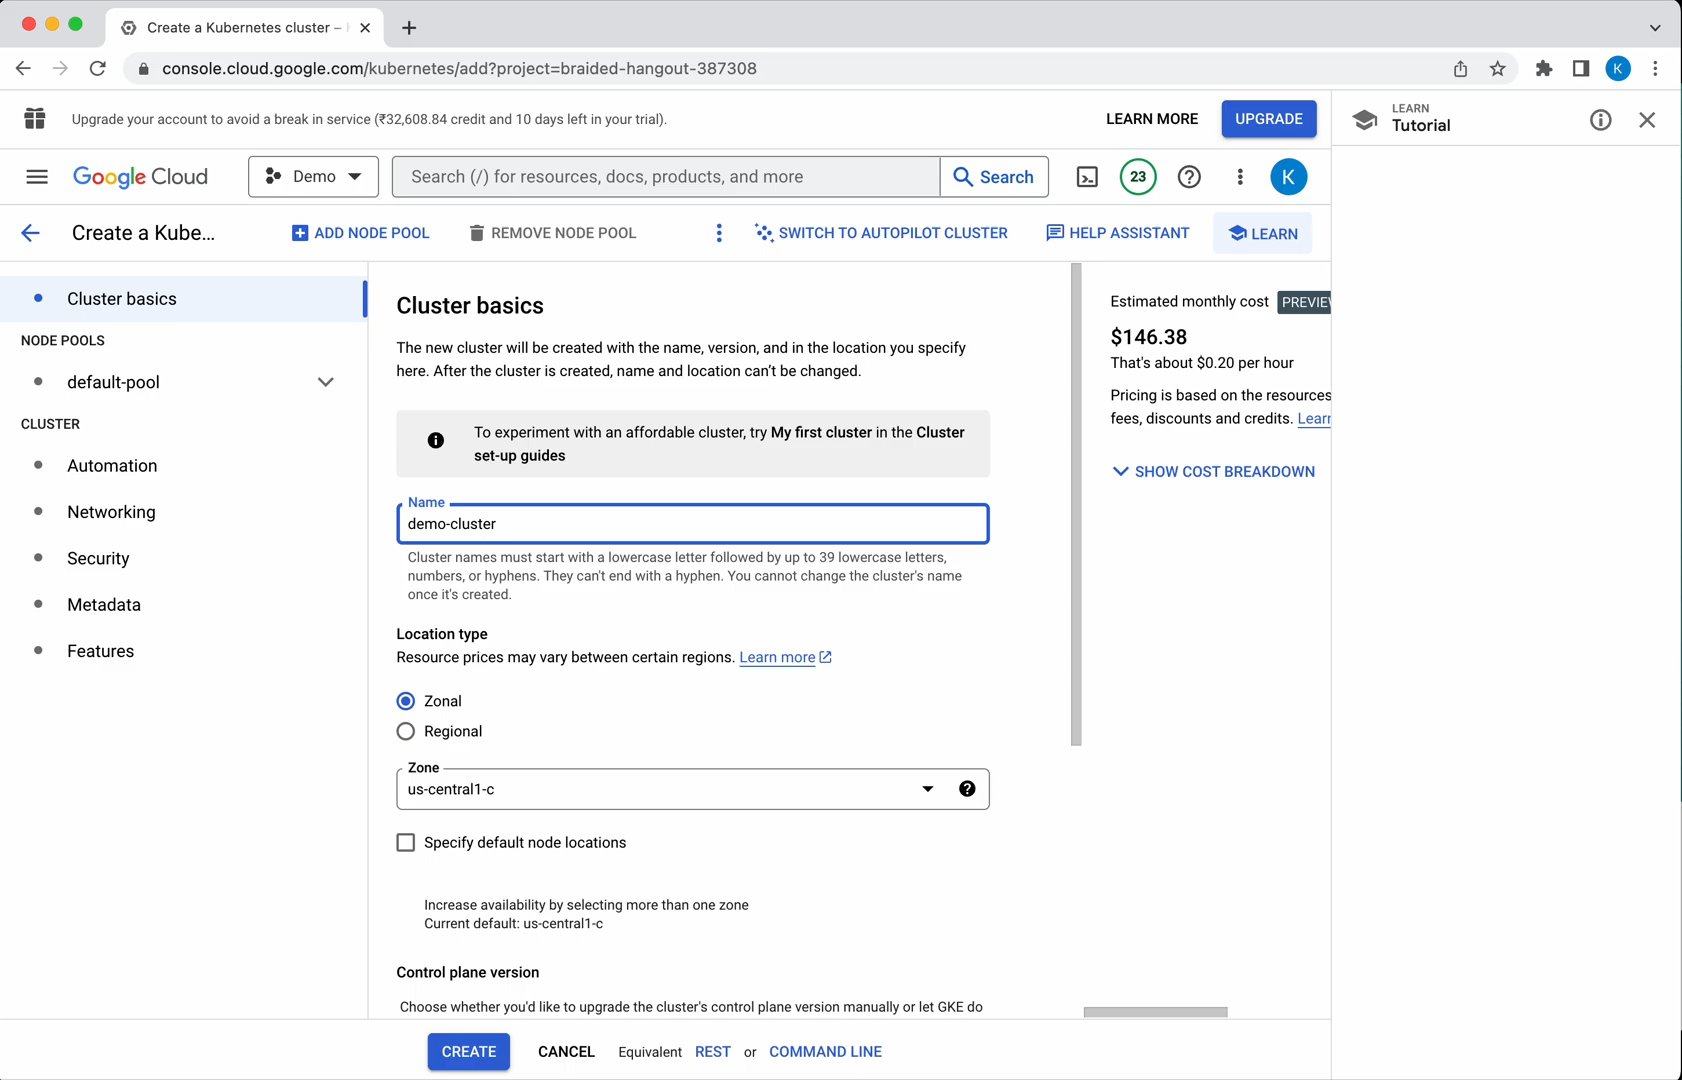 Create a Kubernetes cluster –
console.cloud.google.com/kubernetes/add?project=braided-hangout-387308
K
Upgrade your account to avoid a break in service (₹32,608.84 credit and 10 days left in your trial).
LEARN MORE
UPGRADE
LEARN
Tutorial
Google Cloud
Demo
Search (/) for resources, docs, products, and more
Search
23
K
Create a Kube...
ADD NODE POOL
REMOVE NODE POOL
SWITCH TO AUTOPILOT CLUSTER
HELP ASSISTANT
LEARN
Cluster basics
NODE POOLS
default-pool
CLUSTER
Automation
Networking
Security
Metadata
Features
Cluster basics
The new cluster will be created with the name, version, and in the location you specify
here. After the cluster is created, name and location can't be changed.
To experiment with an affordable cluster, try My first cluster in the Cluster
set-up guides
Name
demo-cluster
Cluster names must start with a lowercase letter followed by up to 39 lowercase letters,
numbers, or hyphens. They can't end with a hyphen. You cannot change the cluster's name
once it's created.
Location type
Resource prices may vary between certain regions. Learn more
Zonal
Regional
Zone
us-central1-c
Specify default node locations
Increase availability by selecting more than one zone
Current default: us-central1-c
Control plane version
Choose whether you'd like to upgrade the cluster's control plane version manually or let GKE do
Estimated monthly cost
PREVIEW
$146.38
That's about $0.20 per hour
Pricing is based on the resources
fees, discounts and credits. Learn
SHOW COST BREAKDOWN
CREATE
CANCEL
Equivalent REST or COMMAND LINE